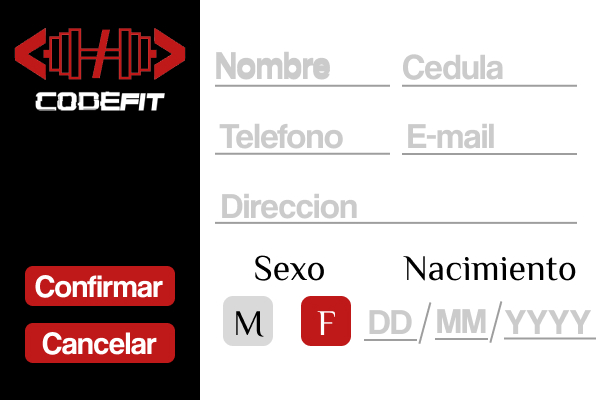 CODEFIT
Confirmar
Cancelar
Nombre Cedula
Telefono E-mail
Direccion
Sexo Nacimiento
M F DD/MM/YYYY